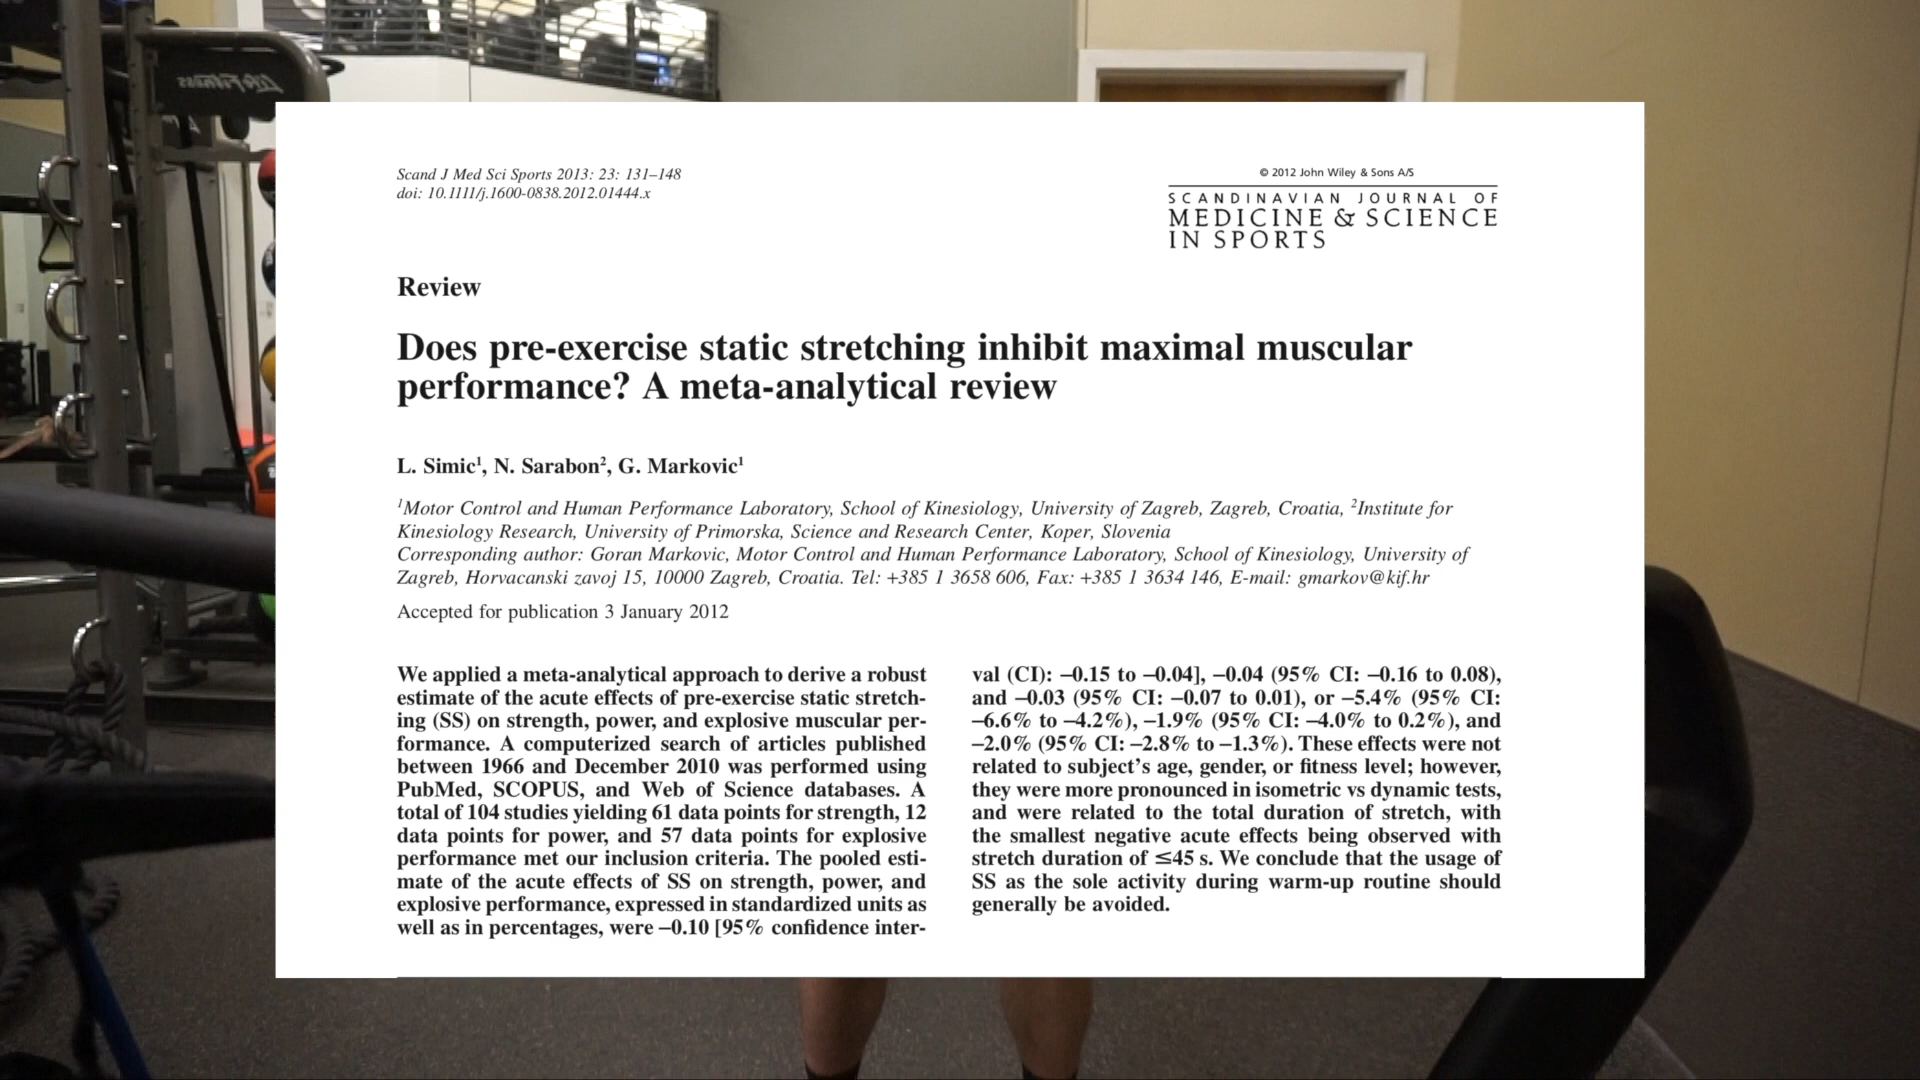 Life Fitness
Scand J Med Sci Sports 2013: 23: 131–148
doi: 10.1111/j.1600-0838.2012.01444.x
© 2012 John Wiley & Sons A/S
SCANDINAVIAN JOURNAL OF
MEDICINE & SCIENCE
IN SPORTS
Review
Does pre-exercise static stretching inhibit maximal muscular
performance? A meta-analytical review
L. Simic¹, N. Sarabon², G. Markovic¹
¹Motor Control and Human Performance Laboratory, School of Kinesiology, University of Zagreb, Zagreb, Croatia, ²Institute for
Kinesiology Research, University of Primorska, Science and Research Center, Koper, Slovenia
Corresponding author: Goran Markovic, Motor Control and Human Performance Laboratory, School of Kinesiology, University of
Zagreb, Horvacanski zavoj 15, 10000 Zagreb, Croatia. Tel: +385 1 3658 606, Fax: +385 1 3634 146, E-mail: gmarkov@kif.hr
Accepted for publication 3 January 2012
We applied a meta-analytical approach to derive a robust
estimate of the acute effects of pre-exercise static stretch-
ing (SS) on strength, power, and explosive muscular per-
formance. A computerized search of articles published
between 1966 and December 2010 was performed using
PubMed, SCOPUS, and Web of Science databases. A
total of 104 studies yielding 61 data points for strength, 12
data points for power, and 57 data points for explosive
performance met our inclusion criteria. The pooled esti-
mate of the acute effects of SS on strength, power, and
explosive performance, expressed in standardized units as
well as in percentages, were –0.10 [95% confidence inter-
val (CI): –0.15 to –0.04], –0.04 (95% CI: –0.16 to 0.08),
and –0.03 (95% CI: –0.07 to 0.01), or –5.4% (95% CI:
–6.6% to –4.2%), –1.9% (95% CI: –4.0% to 0.2%), and
–2.0% (95% CI: –2.8% to –1.3%). These effects were not
related to subject's age, gender, or fitness level; however,
they were more pronounced in isometric vs dynamic tests,
and were related to the total duration of stretch, with
the smallest negative acute effects being observed with
stretch duration of ≤45 s. We conclude that the usage of
SS as the sole activity during warm-up routine should
generally be avoided.